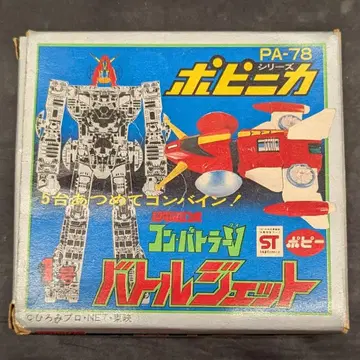 PA-78
ポピニカ
シリーズ
5台あつめてコンバイン!
超電磁ロボ
コン・バトラーV
ST
ポピー
1号
バトルジェット
©ひろみプロ・NET・東映